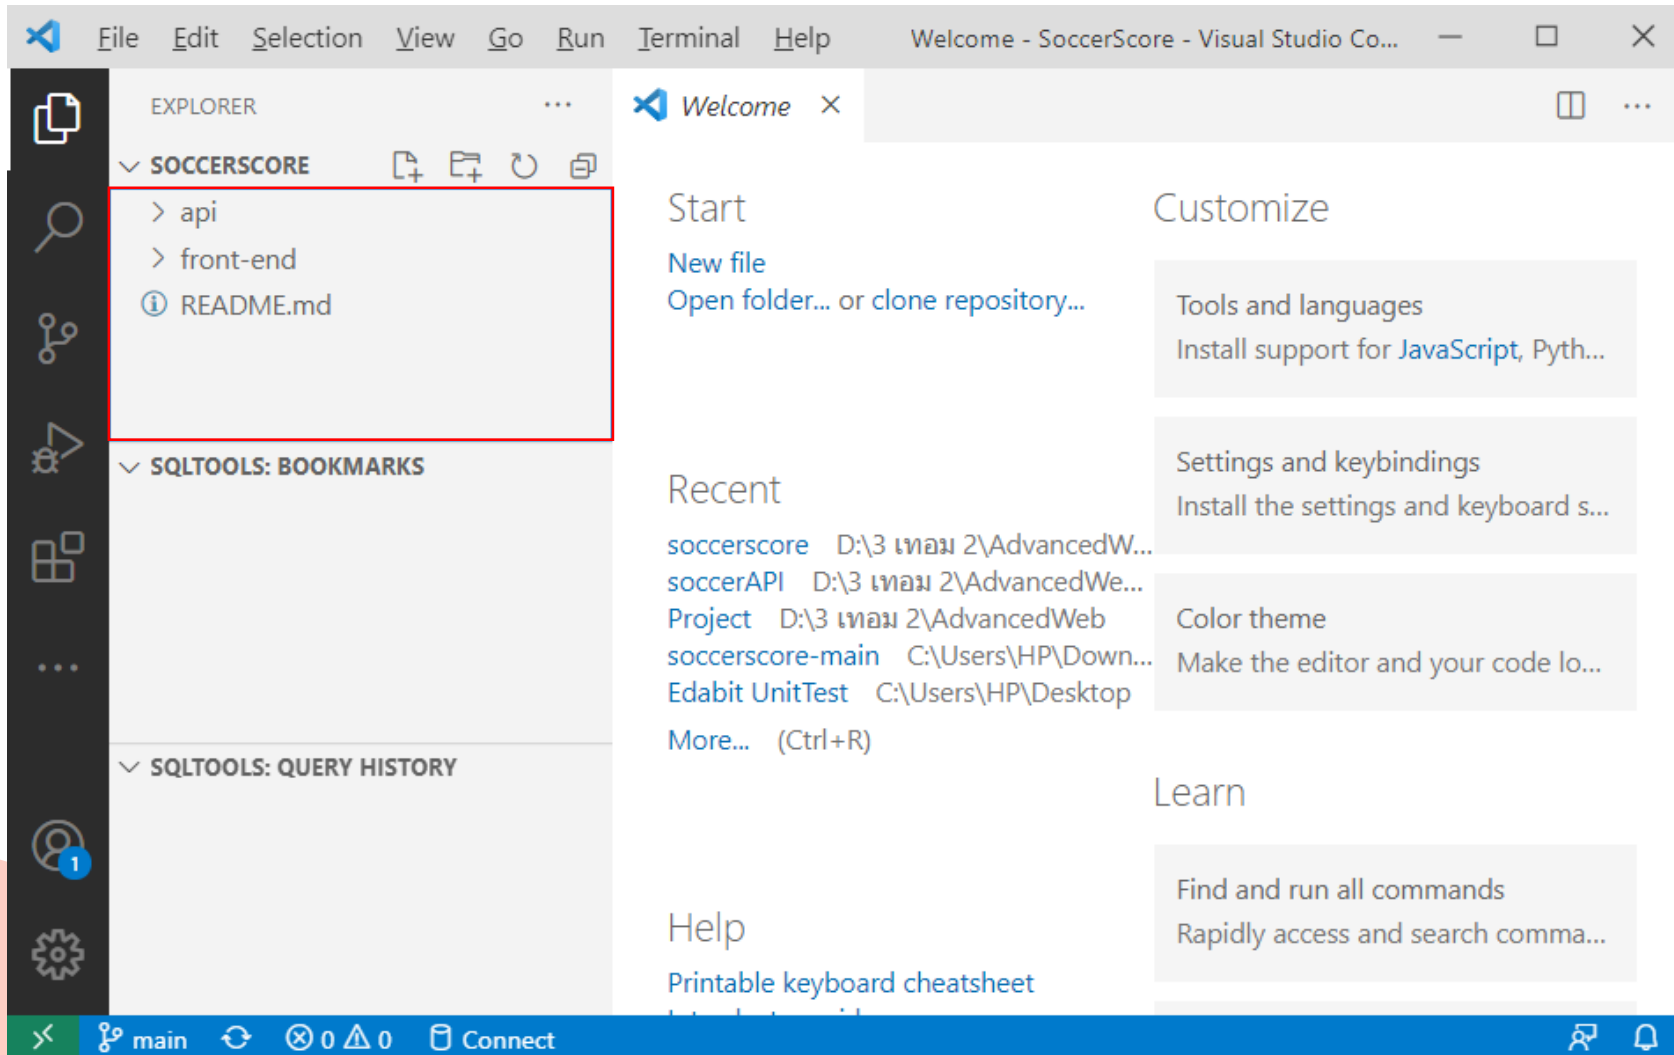 File Edit Selection View Go Run Terminal Help Welcome - SoccerScore - Visual Studio Co...
EXPLORER
Welcome
SOCCERSCORE
api
front-end
README.md
SQLTOOLS: BOOKMARKS
SQLTOOLS: QUERY HISTORY
1
Start
New file
Open folder... or clone repository...
Recent
soccerscore D:\3 เทอม 2\AdvancedW...
soccerAPI D:\3 เทอม 2\AdvancedWe...
Project D:\3 เทอม 2\AdvancedWeb
soccerscore-main C:\Users\HP\Down...
Edabit UnitTest C:\Users\HP\Desktop
More... (Ctrl+R)
Help
Printable keyboard cheatsheet
Customize
Tools and languages
Install support for JavaScript, Pyth...
Settings and keybindings
Install the settings and keyboard s...
Color theme
Make the editor and your code lo...
Learn
Find and run all commands
Rapidly access and search comma...
main 0 0 Connect